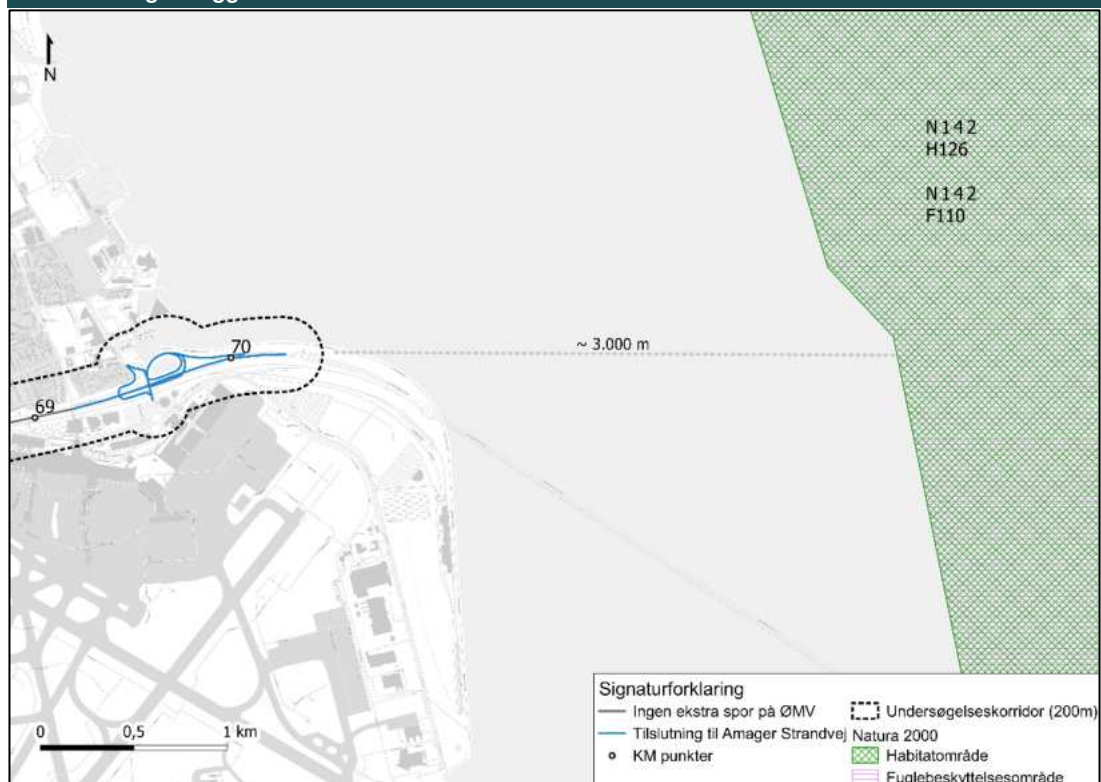 N
N142
H126
N142
F110
70
~ 3.000 m
69
Signaturforklaring
Ingen ekstra spor på ØMV
Tilslutning til Amager Strandvej
KM punkter
Undersøgelseskorridor (200m)
Natura 2000
Habitatområde
Fuglebeskyttelsesområde
0 0,5 1 km